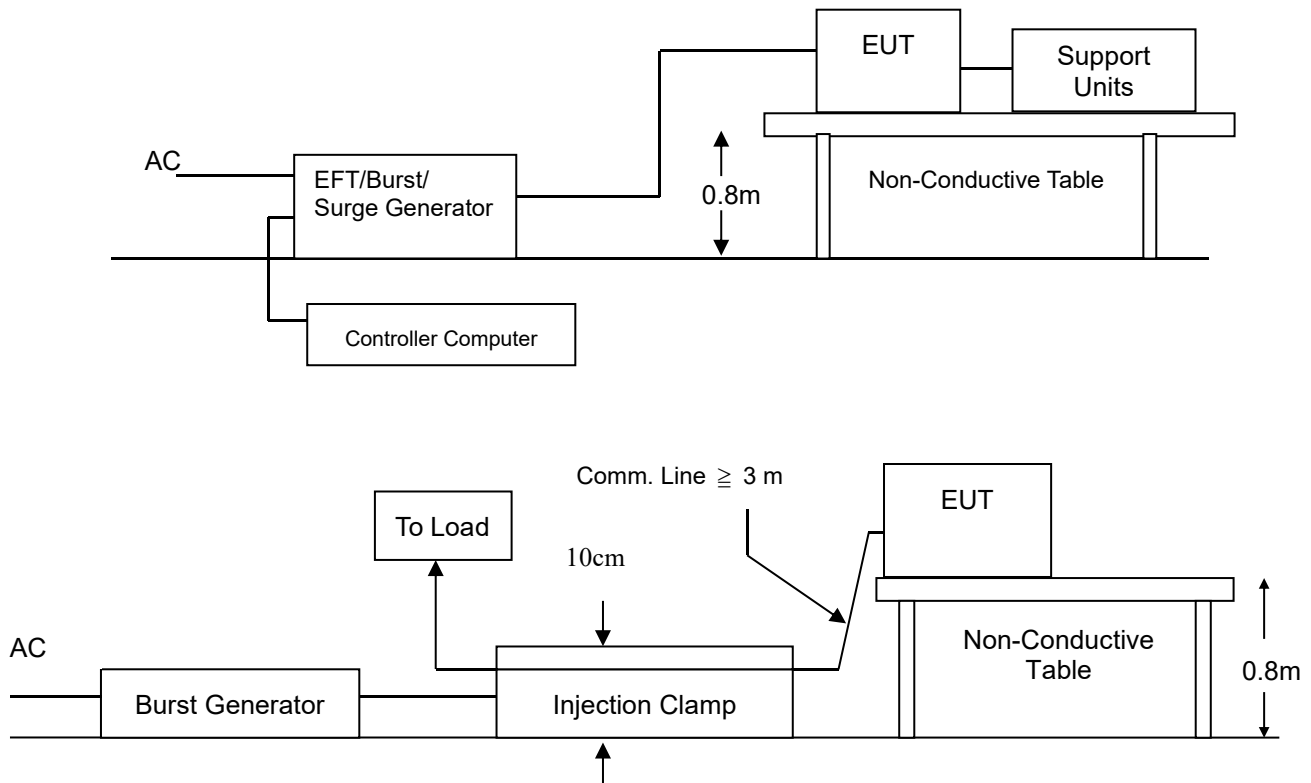 EUT
Support
Units
AC
EFT/Burst/
Surge Generator
0.8m
Non-Conductive Table
Controller Computer
Comm. Line ≧ 3 m
EUT
To Load
10cm
AC
Non-Conductive
Table
0.8m
Burst Generator
Injection Clamp